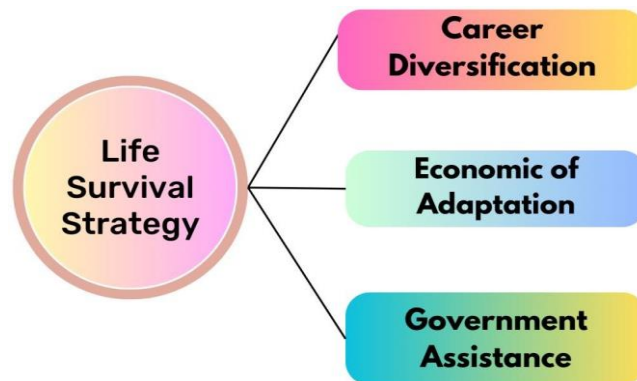 Life
Survival
Strategy
Career
Diversification
Economic of
Adaptation
Government
Assistance